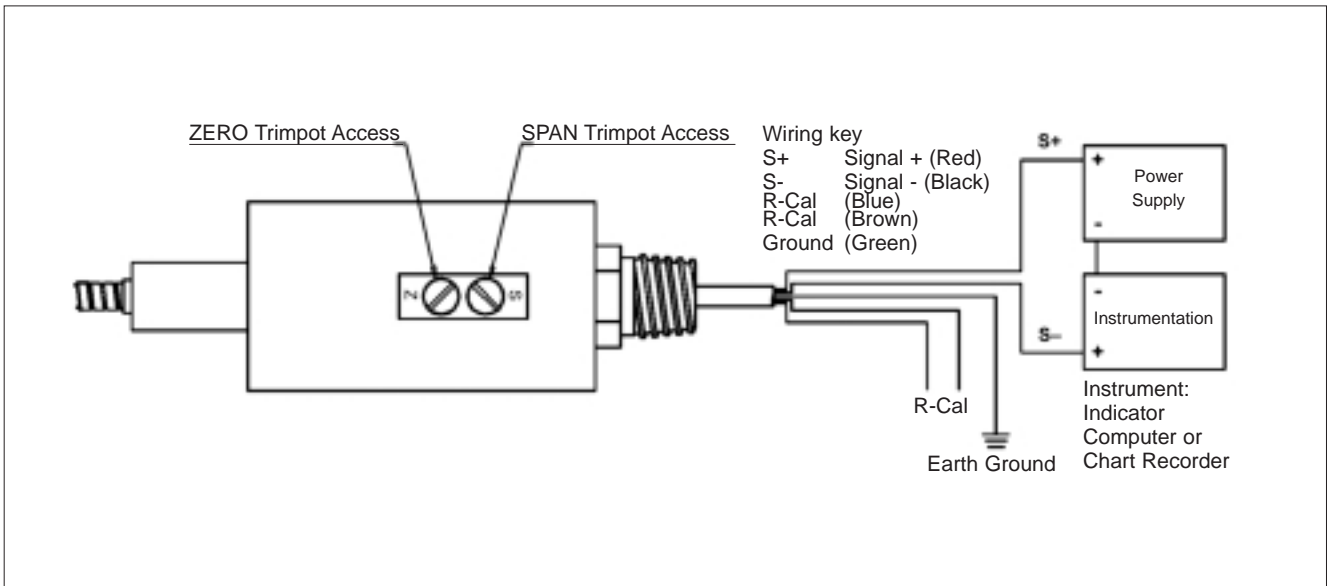 ZERO Trimpot Access
SPAN Trimpot Access
Wiring key
S+ Signal + (Red)
S- Signal - (Black)
R-Cal (Blue)
R-Cal (Brown)
Ground (Green)
S+
+
Power
Supply
-
Z
S
-
Instrumentation
S-
+
R-Cal
Earth Ground
Instrument:
Indicator
Computer or
Chart Recorder